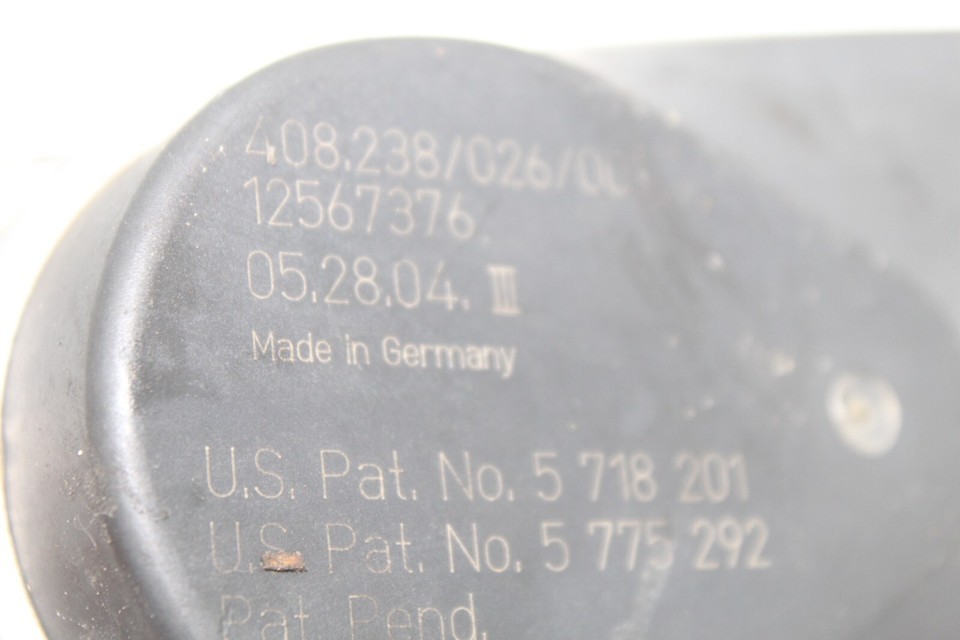 408.238/026/00
12567376
05.28.04. III
Made in Germany
U.S. Pat. No. 5 718 201
U.S. Pat. No. 5 775 292
Pat. Pend.